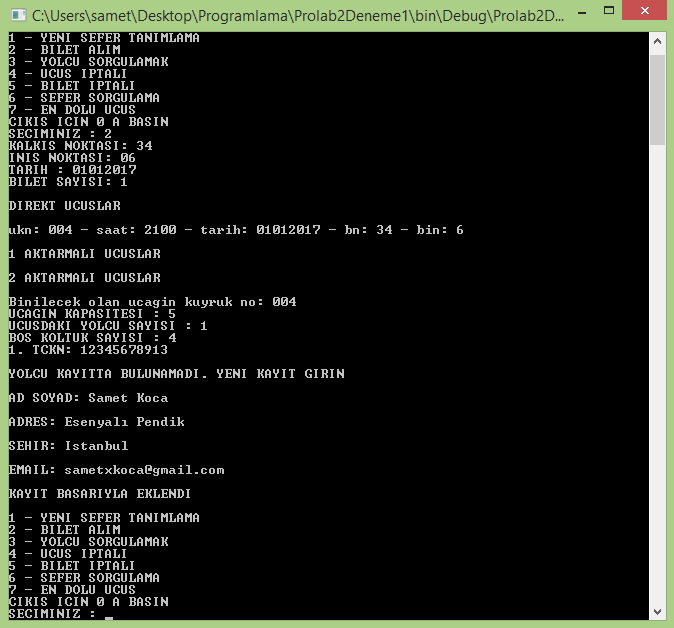 C:\Users\samet\Desktop\Programlama\Prolab2Deneme1\bin\Debug\Prolab2D...
1 - YENI SEFER TANIMLAMA
2 - BILET ALIM
3 - YOLCU SORGULAMAK
4 - UCUS IPTALI
5 - BILET IPTALI
6 - SEFER SORGULAMA
7 - EN DOLU UCUS
CIKIS ICIN 0 A BASIN
SECIMINIZ : 2
KALKIS NOKTASI: 34
INIS NOKTASI: 06
TARIH : 01012017
BILET SAYISI: 1
DIREKT UCUSLAR
ukn: 004 - saat: 2100 - tarih: 01012017 - bn: 34 - bin: 6
1 AKTARMALI UCUSLAR
2 AKTARMALI UCUSLAR
Binilecek olan ucagin kuyruk no: 004
UCAGIN KAPASITESI : 5
UCUSDAKI YOLCU SAYISI : 1
BOS KOLTUK SAYISI : 4
1. TCKN: 12345678913
YOLCU KAYITTA BULUNAMADI. YENI KAYIT GIRIN
AD SOYAD: Samet Koca
ADRES: Esenyalı Pendik
SEHIR: Istanbul
EMAIL: sametxkoca@gmail.com
KAYIT BASARIYLA EKLENDI
1 - YENI SEFER TANIMLAMA
2 - BILET ALIM
3 - YOLCU SORGULAMAK
4 - UCUS IPTALI
5 - BILET IPTALI
6 - SEFER SORGULAMA
7 - EN DOLU UCUS
CIKIS ICIN 0 A BASIN
SECIMINIZ : _